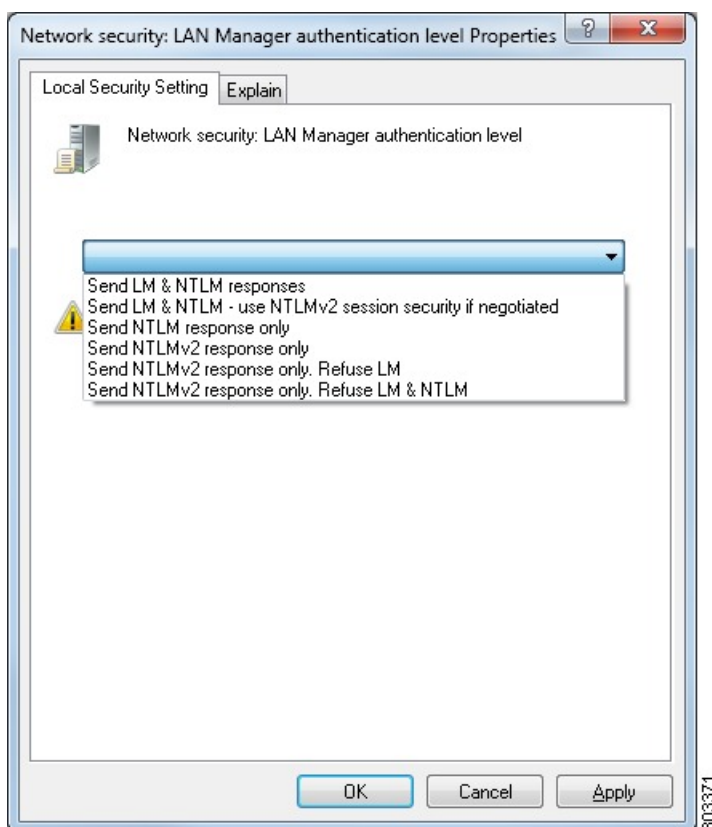 Network security: LAN Manager authentication level Properties
Local Security Setting
Explain
Network security: LAN Manager authentication level
Send LM & NTLM responses
Send LM & NTLM - use NTLMv2 session security if negotiated
Send NTLM response only
Send NTLMv2 response only
Send NTLMv2 response only. Refuse LM
Send NTLMv2 response only. Refuse LM & NTLM
OK
Cancel
Apply
303371